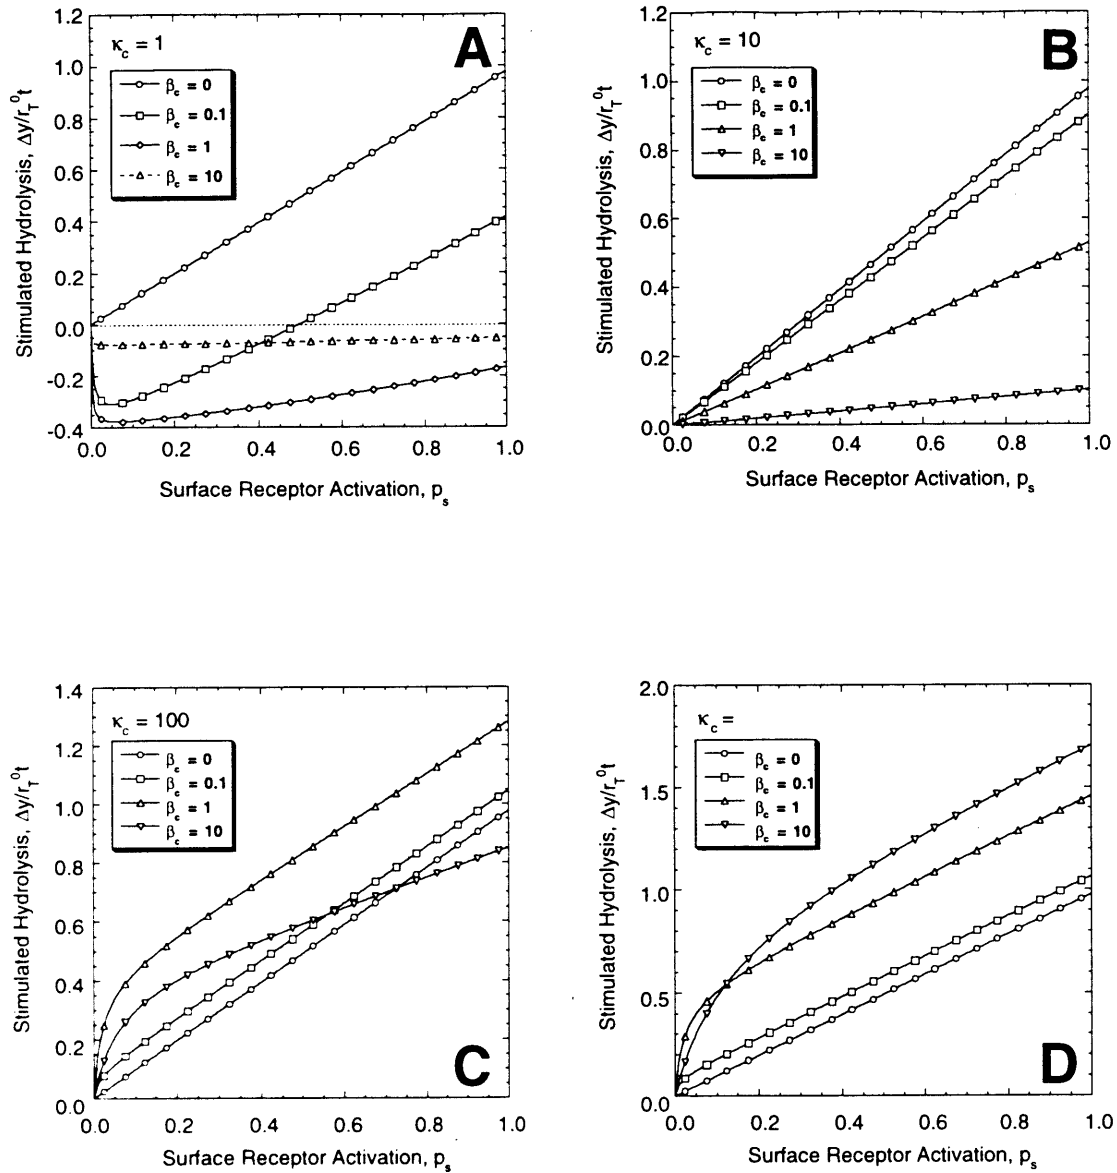 A
κc = 1
βc = 0
βc = 0.1
βc = 1
βc = 10
1.2
1.0
0.8
0.6
0.4
0.2
0.0
-0.2
-0.4
0.0 0.2 0.4 0.6 0.8 1.0
Stimulated Hydrolysis, Δy/rT0t
Surface Receptor Activation, ps
B
κc = 10
βc = 0
βc = 0.1
βc = 1
βc = 10
1.2
1.0
0.8
0.6
0.4
0.2
0.0
0.0 0.2 0.4 0.6 0.8 1.0
Stimulated Hydrolysis, Δy/rT0t
Surface Receptor Activation, ps
C
κc = 100
βc = 0
βc = 0.1
βc = 1
βc = 10
1.4
1.2
1.0
0.8
0.6
0.4
0.2
0.0
0.0 0.2 0.4 0.6 0.8 1.0
Stimulated Hydrolysis, Δy/rT0t
Surface Receptor Activation, ps
D
κc =
βc = 0
βc = 0.1
βc = 1
βc = 10
2.0
1.5
1.0
0.5
0.0
0.0 0.2 0.4 0.6 0.8 1.0
Stimulated Hydrolysis, Δy/rT0t
Surface Receptor Activation, ps